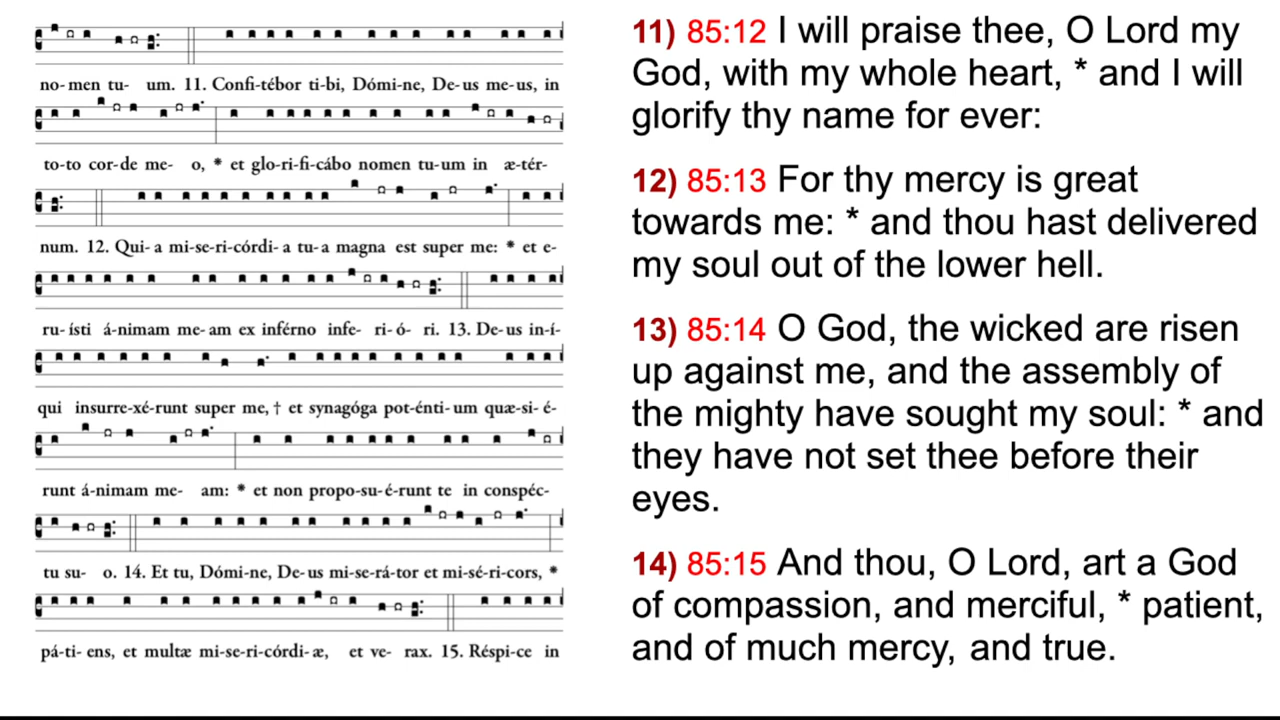 no-men tu- um. 11. Confi-tébor ti-bi, Dómi-ne, De-us me-us, in
to-to cor-de me- o, * et glo-ri-fi-cábo nomen tu-um in æ-tér-
num. 12. Qui-a mi-se-ri-córdi-a tu-a magna est super me: * et e-
ru-ísti á-nimam me-am ex inférno infe- ri-ó- ri. 13. De-us in-í-
qui insurre-xé-runt super me, † et synagóga pot-énti-um quæ-si-é-
runt á-nimam me- am: * et non propo-su-é-runt te in conspéc-
tu su- o. 14. Et tu, Dómi-ne, De-us mi-se-rá-tor et mi-sé-ri-cors, *
pá-ti-ens, et multæ mi-se-ri-córdi-æ, et ve- rax. 15. Réspi-ce in
11) 85:12 I will praise thee, O Lord my
God, with my whole heart, * and I will
glorify thy name for ever:
12) 85:13 For thy mercy is great
towards me: * and thou hast delivered
my soul out of the lower hell.
13) 85:14 O God, the wicked are risen
up against me, and the assembly of
the mighty have sought my soul: * and
they have not set thee before their
eyes.
14) 85:15 And thou, O Lord, art a God
of compassion, and merciful, * patient,
and of much mercy, and true.